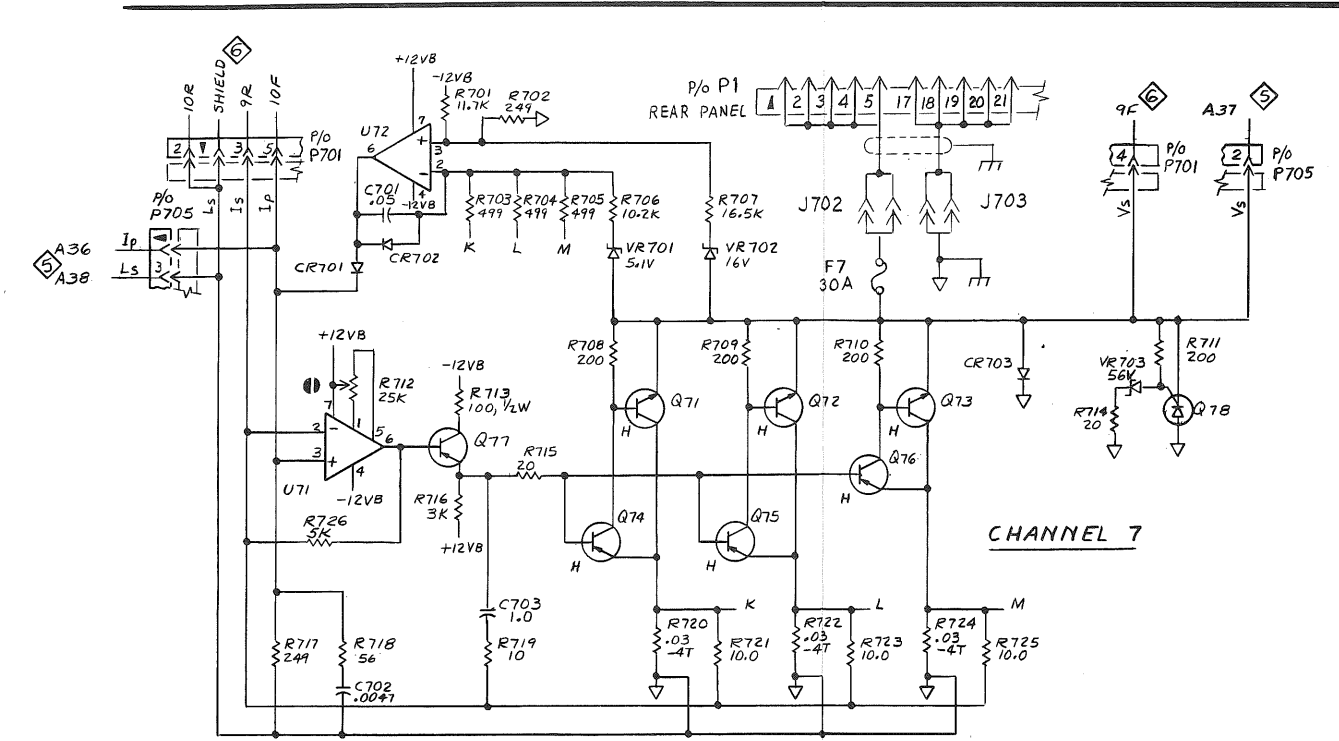 10R
SHIELD
6
9R
10F
2
3
5
P/O
P701
P/O
P705
Ls
Is
Ip
5
A36
Ip
A38
Ls
3
+12VB
-12VB
R701
11.7K
R702
249
U72
7
6
+
3
2
-
4
-12VB
C701
.05
CR702
CR701
R703
499
R704
499
R705
499
K
L
M
R706
10.2K
R707
16.5K
VR701
5.1V
VR702
16V
P/O P1
REAR PANEL
1
2
3
4
5
17
18
19
20
21
J702
J703
F7
30A
6
9F
4
P/O
P701
Vs
A37
5
2
P/O
P705
Vs
+12VB
R712
25K
7
1
5
2
-
3
+
6
4
U71
-12VB
R726
5K
-12VB
R713
100, 1/2W
Q77
R716
3K
+12VB
R715
20
R708
200
R709
200
R710
200
Q71
H
Q72
H
Q73
H
Q74
H
Q75
H
Q76
H
CR703
VR703
56V
R711
200
R714
20
Q78
CHANNEL 7
R717
249
R718
56
C702
.0047
C703
1.0
R719
10
K
R720
.03
-4T
R721
10.0
L
R722
.03
-4T
R723
10.0
M
R724
.03
-4T
R725
10.0